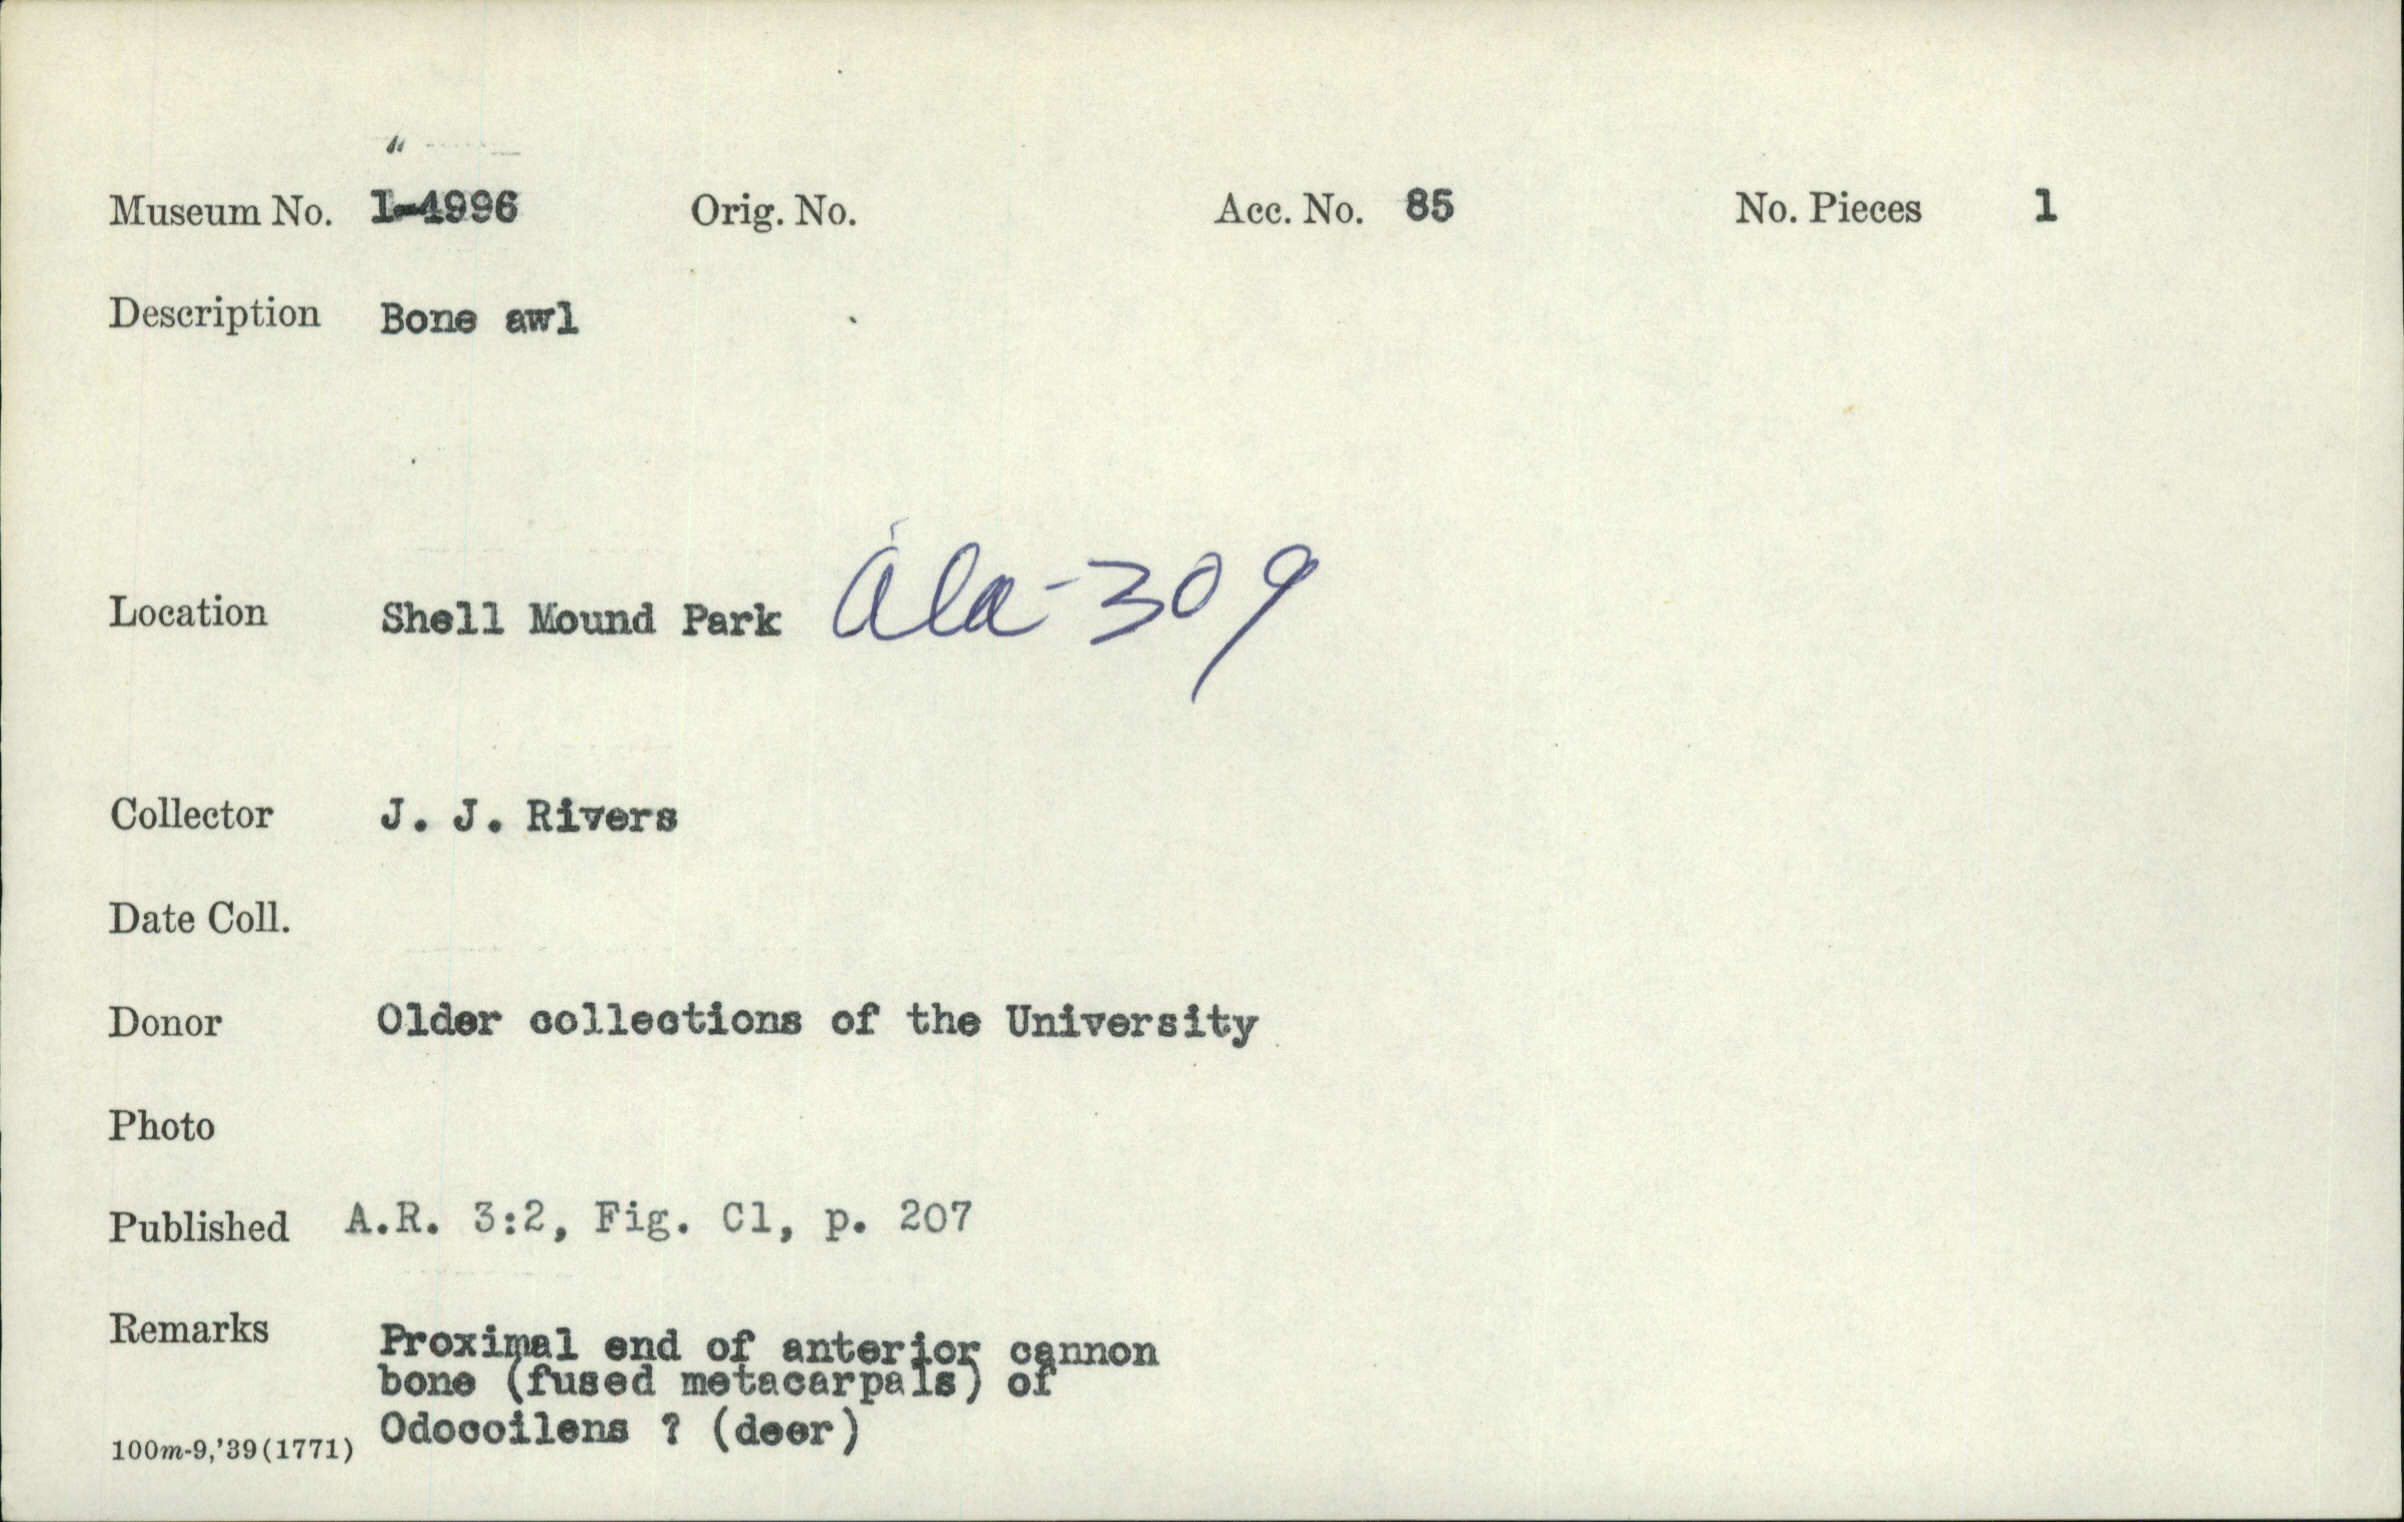 Museum No. 1-4996 Orig. No. Acc. No. 85 No. Pieces 1
Description Bone awl
Location Shell Mound Park Ala-309
Collector J. J. Rivers
Date Coll.
Donor Older collections of the University
Photo
Published A.R. 3:2, Fig. C1, p. 207
Remarks Proximal end of anterior cannon
bone (fused metacarpals) of
Odocoilens ? (deer)
100m-9,'39(1771)